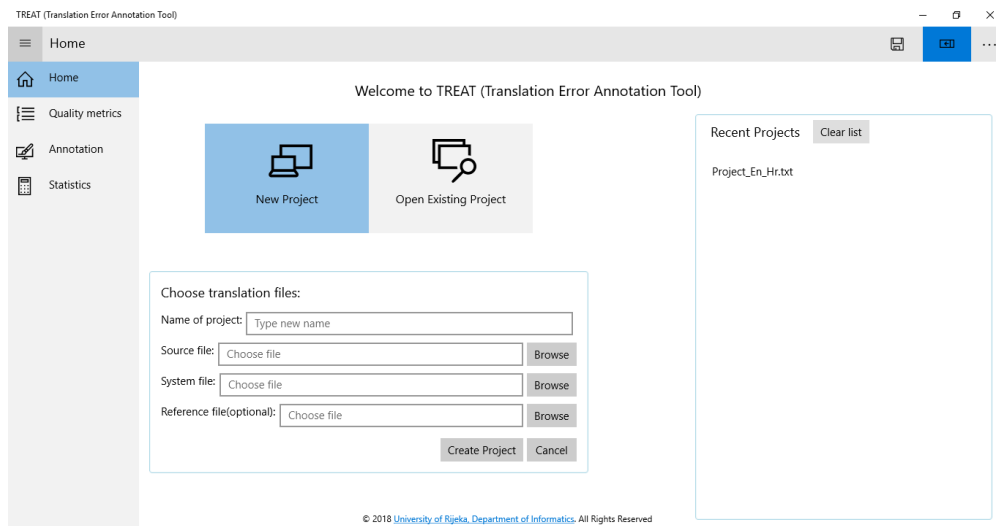 TREAT (Translation Error Annotation Tool)
Home
Home
Quality metrics
Annotation
Statistics
Welcome to TREAT (Translation Error Annotation Tool)
New Project
Open Existing Project
Recent Projects
Clear list
Project_En_Hr.txt
Choose translation files:
Name of project: Type new name
Source file: Choose file Browse
System file: Choose file Browse
Reference file(optional): Choose file Browse
Create Project Cancel
© 2018 University of Rijeka, Department of Informatics. All Rights Reserved